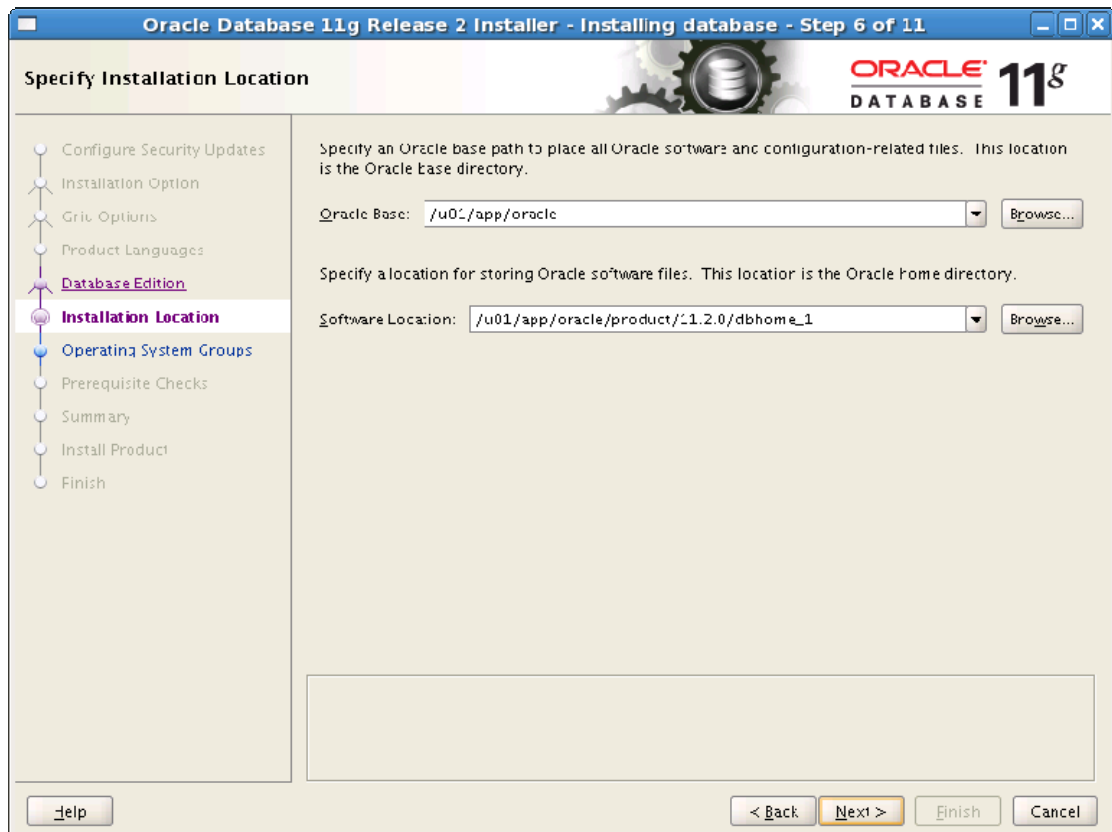 Oracle Database 11g Release 2 Installer - Installing database - Step 6 of 11
Specify Installation Location
ORACLE
DATABASE
11g
Configure Security Updates
Installation Option
Grid Options
Product Languages
Database Edition
Installation Location
Operating System Groups
Prerequisite Checks
Summary
Install Product
Finish
Specify an Oracle base path to place all Oracle software and configuration-related files. This location
is the Oracle base directory.
Oracle Base: /u01/app/oracle Browse...
Specify a location for storing Oracle software files. This location is the Oracle home directory.
Software Location: /u01/app/oracle/product/11.2.0/dbhome_1 Browse...
Help < Back Next > Finish Cancel